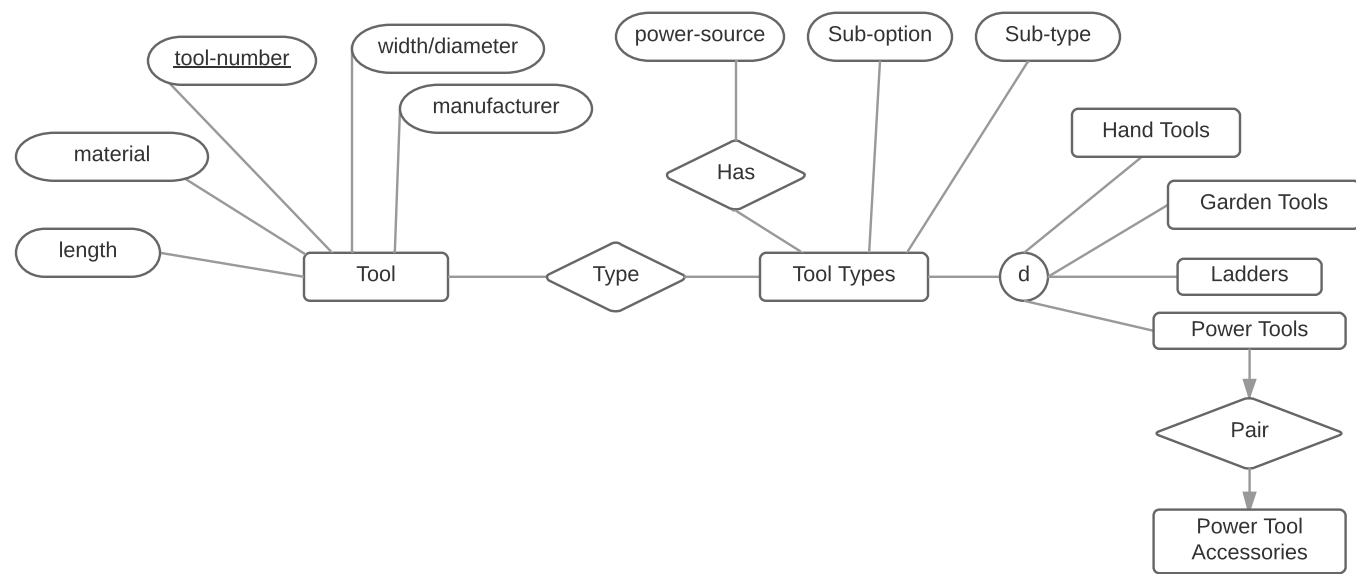 power-source
Sub-option
Sub-type
width/diameter
tool-number
manufacturer
Hand Tools
material
Has
Garden Tools
length
Tool
Type
Tool Types
d
Ladders
Power Tools
Pair
Power Tool
Accessories